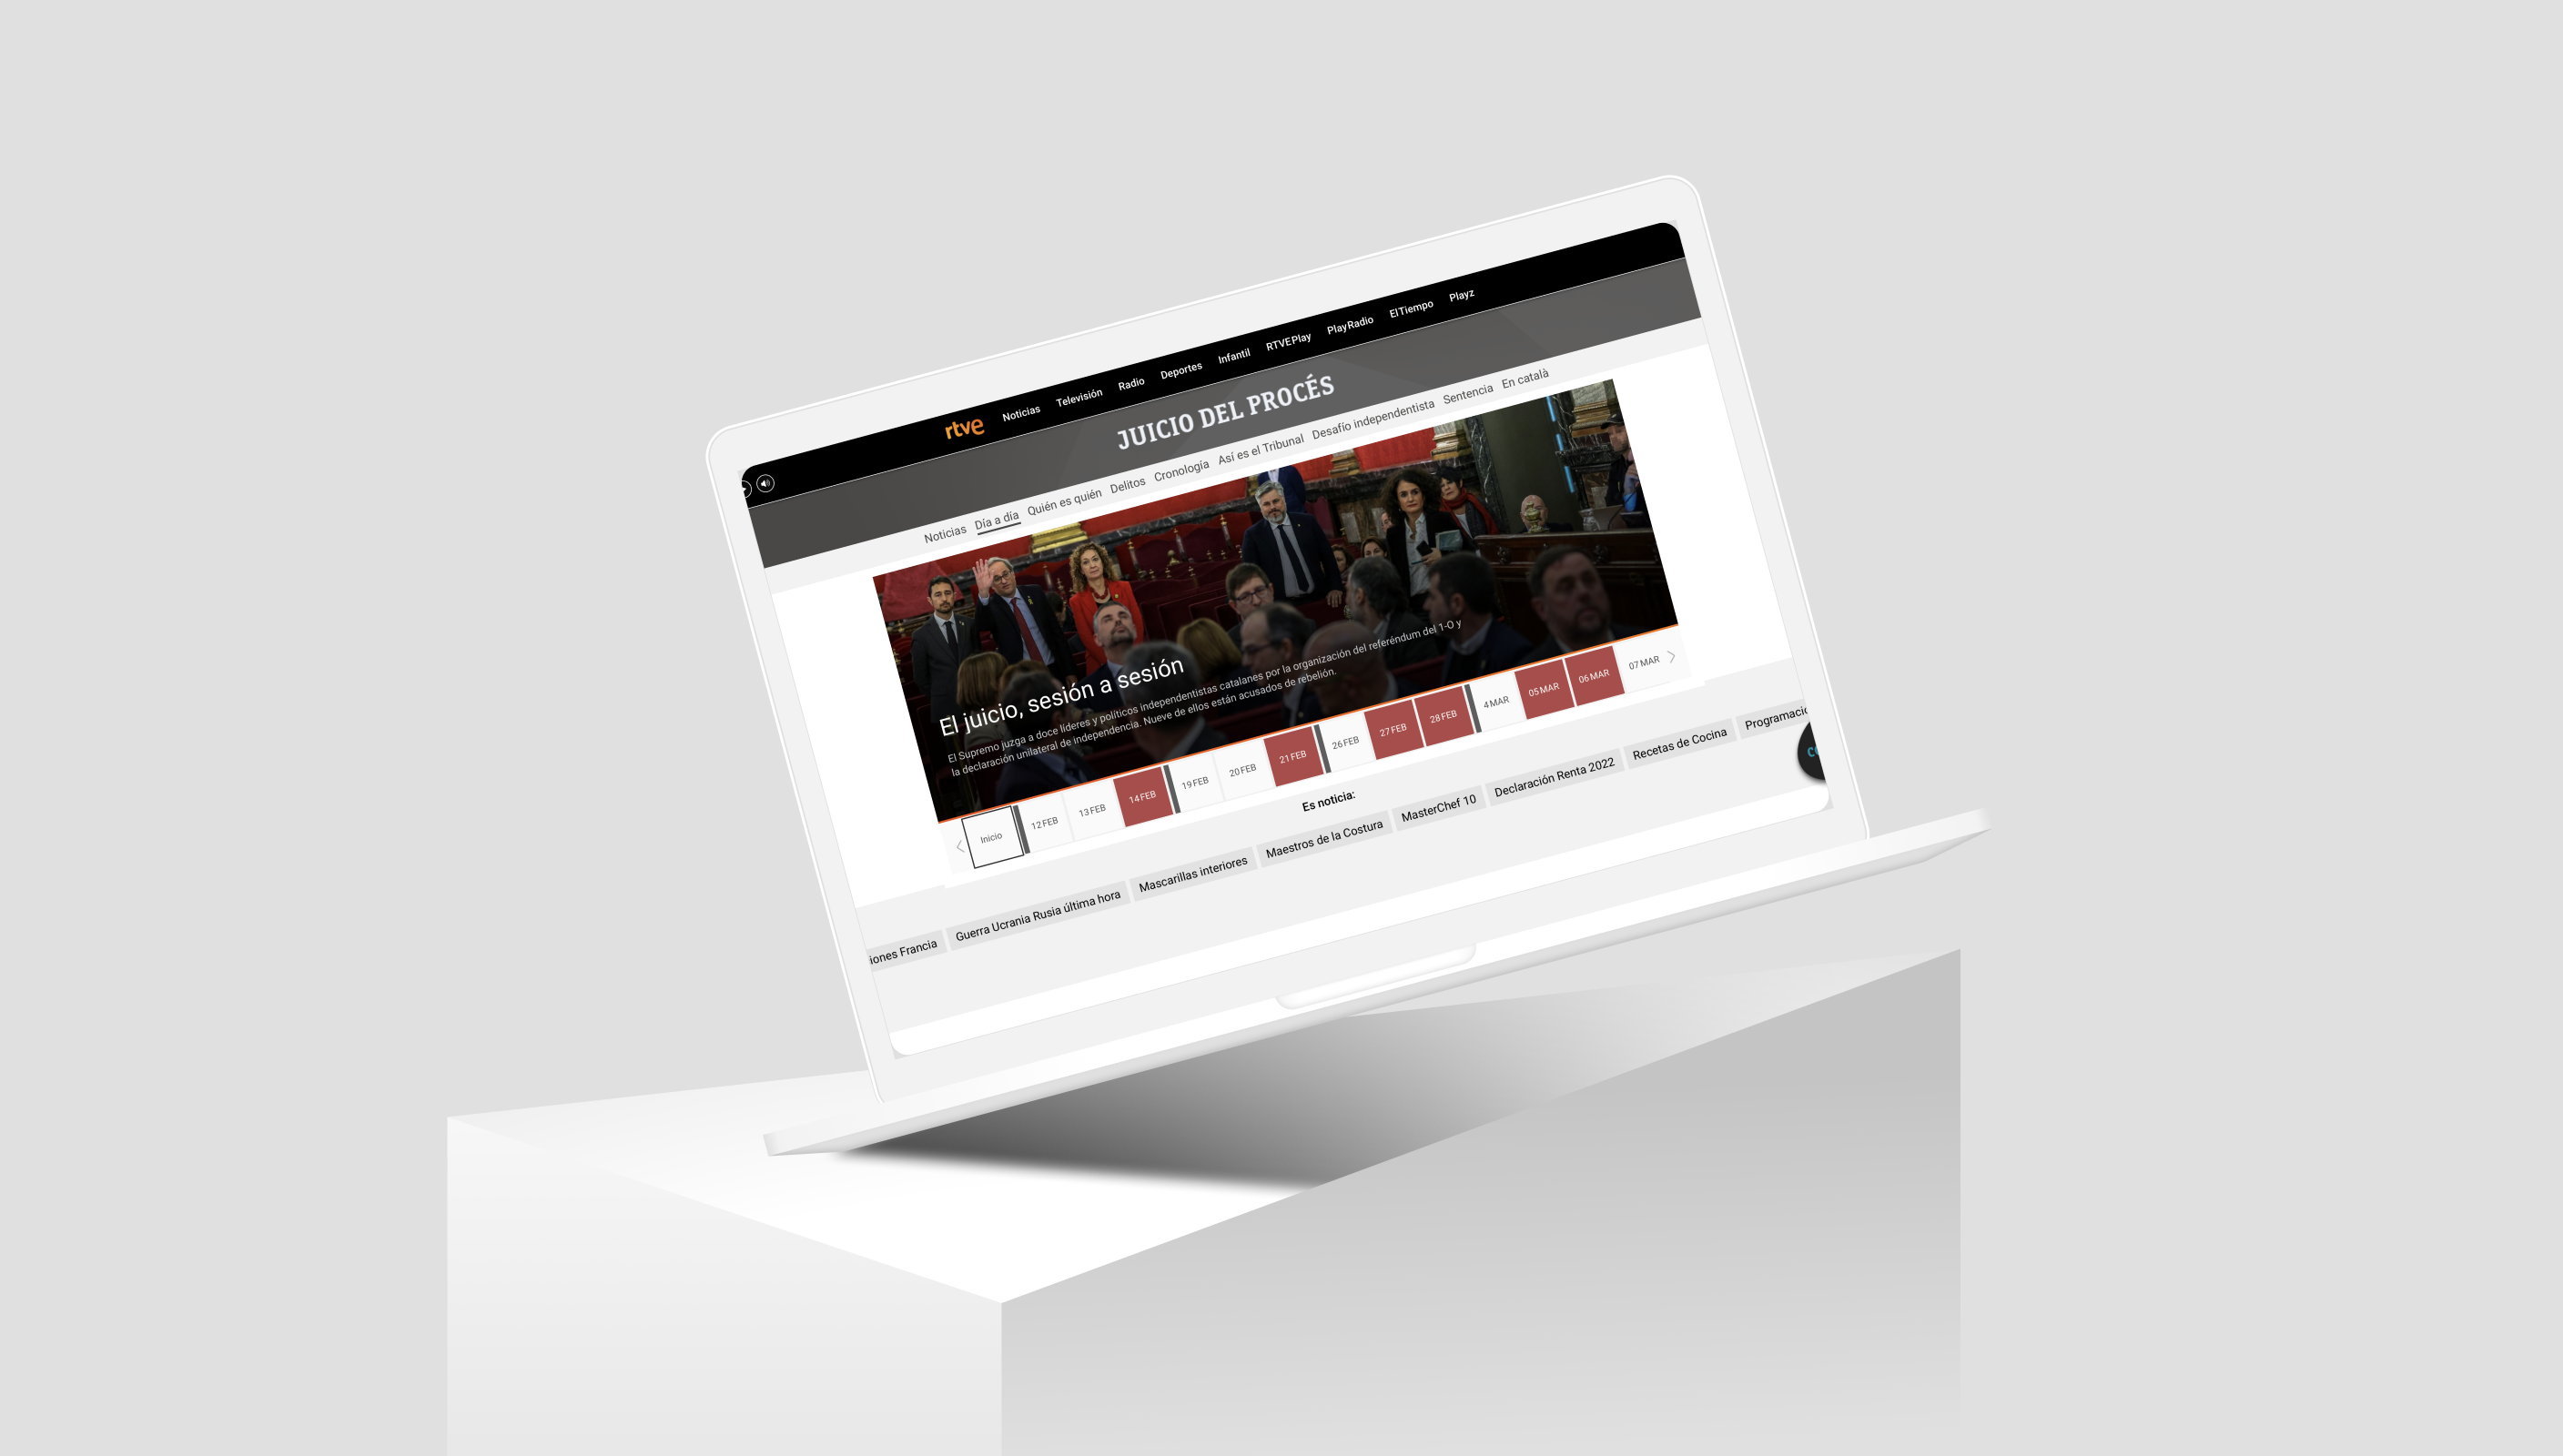 rtve Noticias Televisión Radio Deportes Infantil RTVE Play PlayRadio El Tiempo Playz
JUICIO DEL PROCÉS
Noticias Día a día Quién es quién Delitos Cronología Así es el Tribunal Desafío independentista Sentencia En català
El juicio, sesión a sesión
El Supremo juzga a doce líderes y políticos independentistas catalanes por la organización del referéndum del 1-O y
la declaración unilateral de independencia. Nueve de ellos están acusados de rebelión.
Inicio 12 FEB 13 FEB 14 FEB 19 FEB 20 FEB 21 FEB 26 FEB 27 FEB 28 FEB 4 MAR 05 MAR 06 MAR 07 MAR
Es noticia:
iones Francia Guerra Ucrania Rusia última hora Mascarillas interiores Maestros de la Costura MasterChef 10 Declaración Renta 2022 Recetas de Cocina Programació